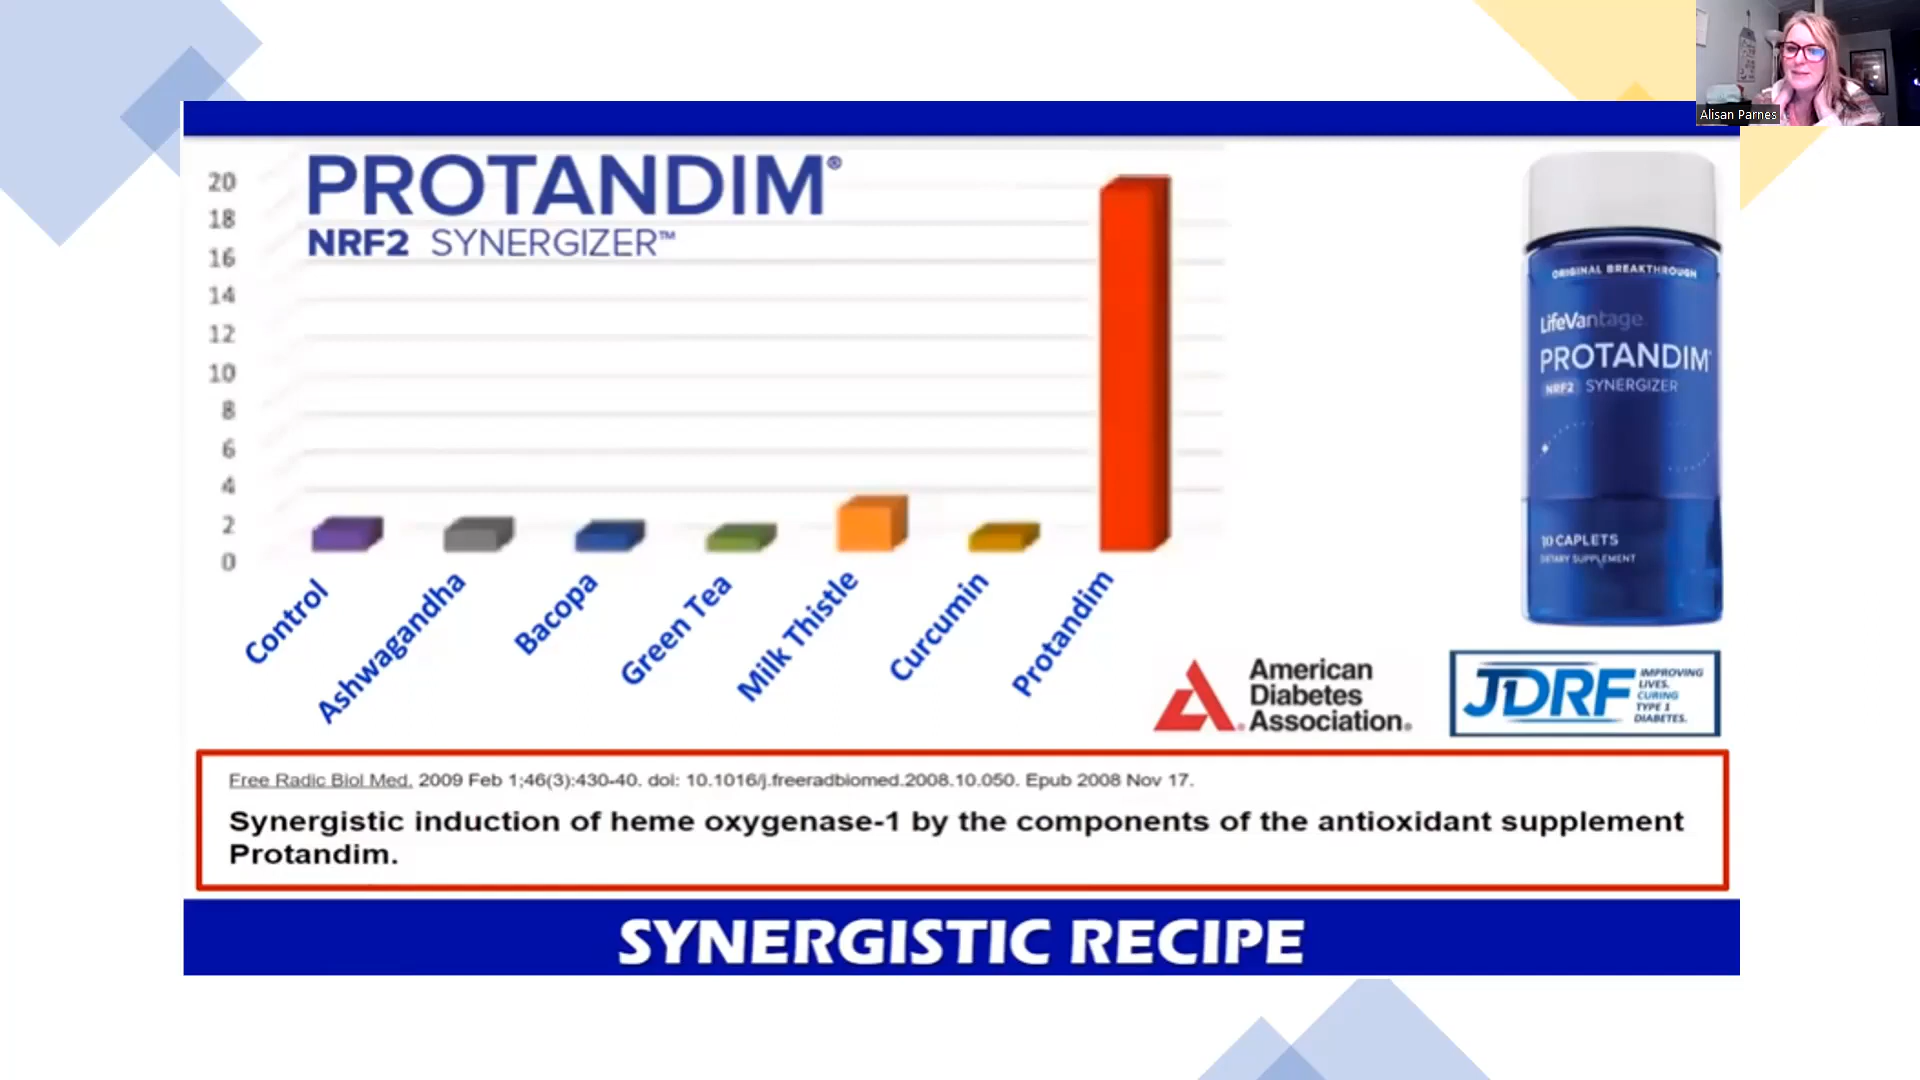 Alisan Parnes
PROTANDIM®
NRF2 SYNERGIZER™
20
18
16
14
12
10
8
6
4
2
0
Control
Ashwagandha
Bacopa
Green Tea
Milk Thistle
Curcumin
Protandim
ORIGINAL BREAKTHROUGH
LifeVantage
PROTANDIM®
NRF2 SYNERGIZER
10 CAPLETS
DIETARY SUPPLEMENT
American
Diabetes
Association®
JDRF
IMPROVING
LIVES.
CURING
TYPE 1
DIABETES.
Free Radic Biol Med. 2009 Feb 1;46(3):430-40. doi: 10.1016/j.freeradbiomed.2008.10.050. Epub 2008 Nov 17.
Synergistic induction of heme oxygenase-1 by the components of the antioxidant supplement
Protandim.
SYNERGISTIC RECIPE